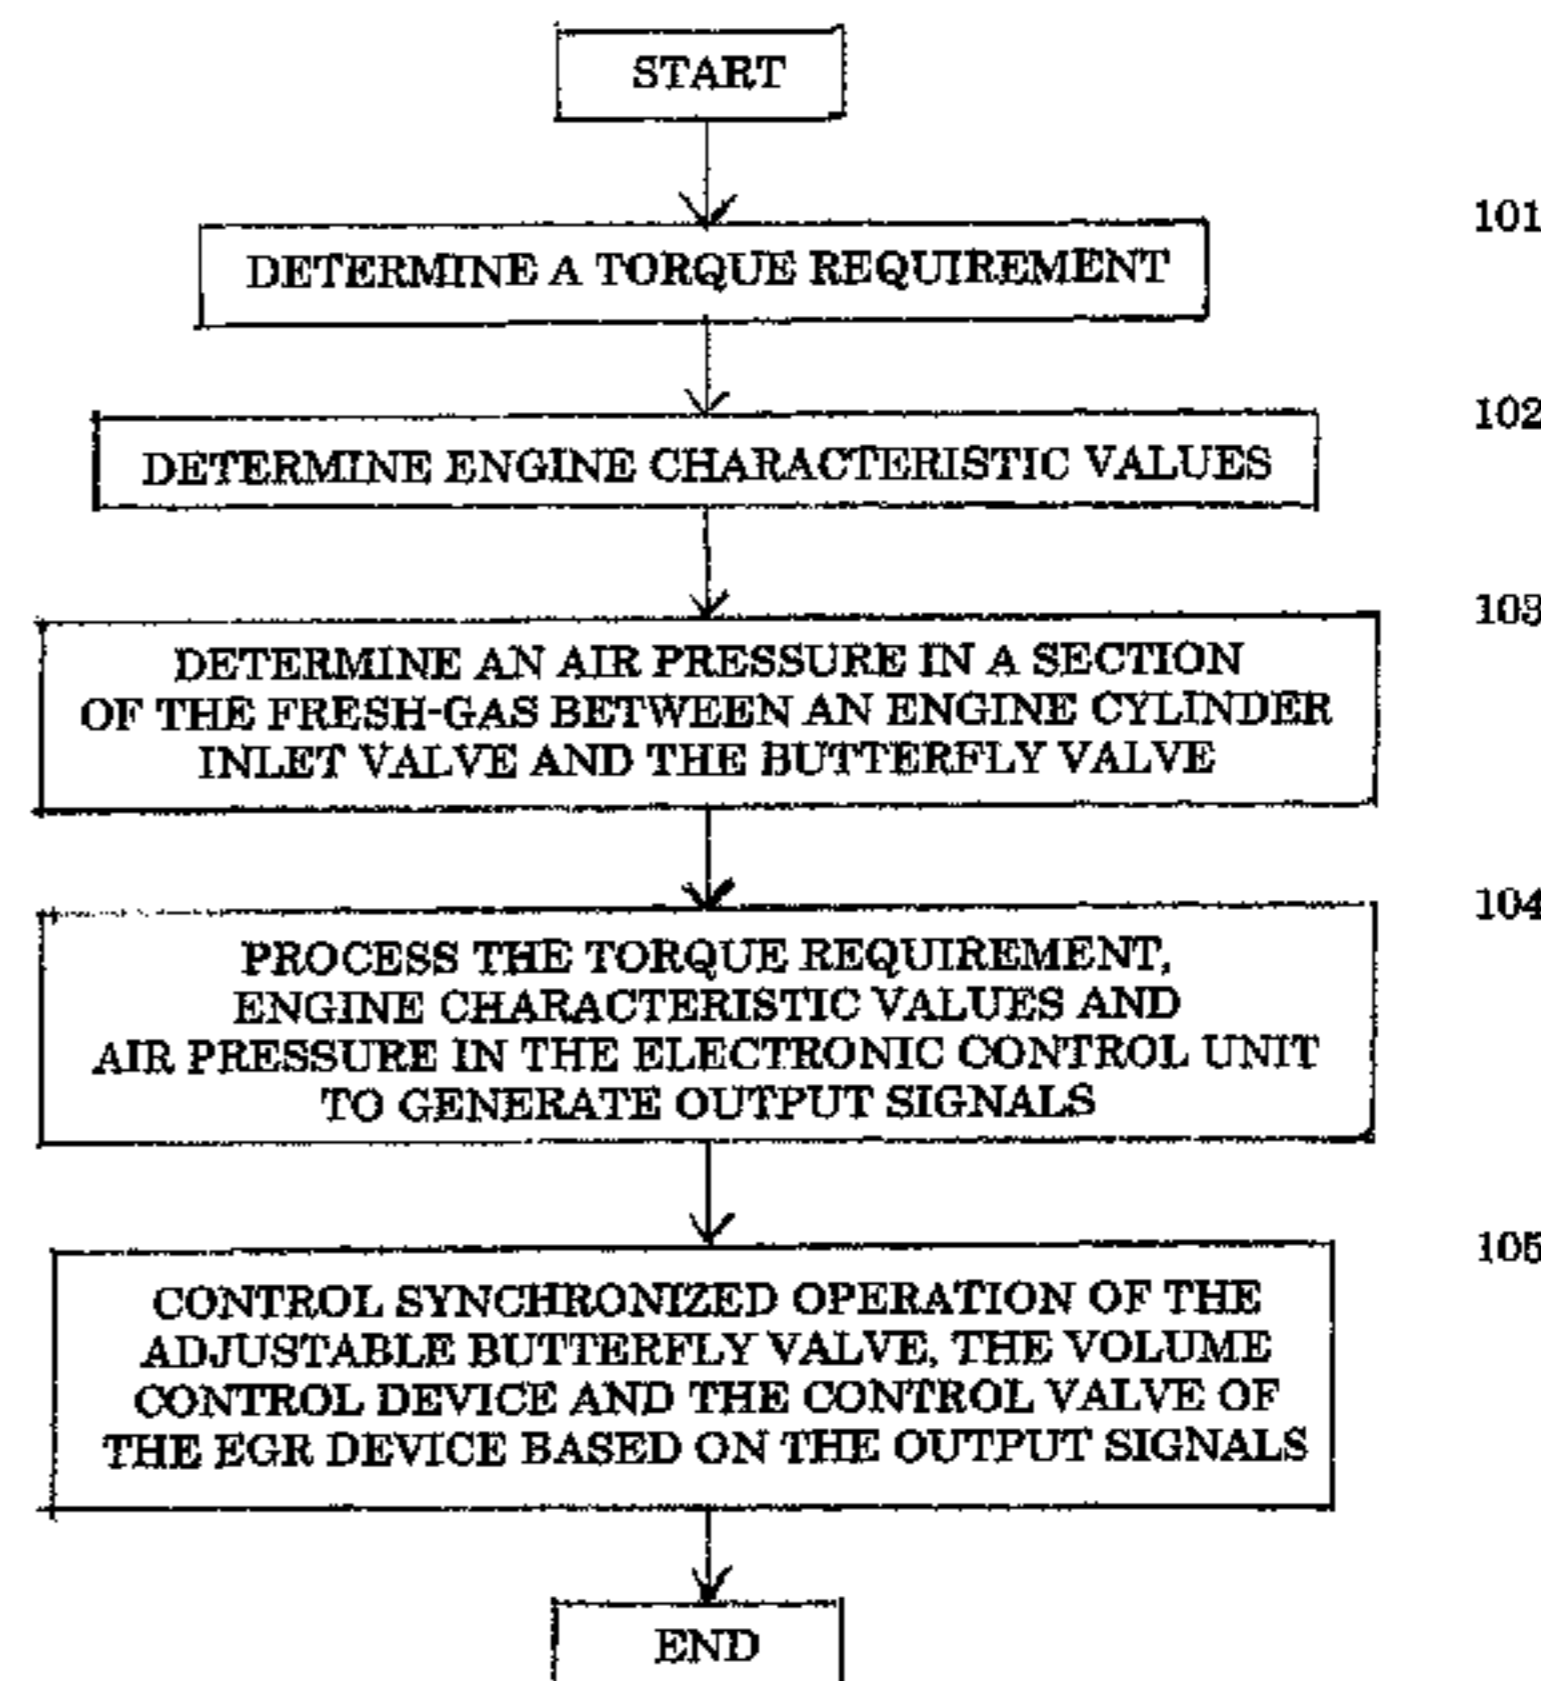 START
101
DETERMINE A TORQUE REQUIREMENT
102
DETERMINE ENGINE CHARACTERISTIC VALUES
103
DETERMINE AN AIR PRESSURE IN A SECTION
OF THE FRESH-GAS BETWEEN AN ENGINE CYLINDER
INLET VALVE AND THE BUTTERFLY VALVE
104
PROCESS THE TORQUE REQUIREMENT,
ENGINE CHARACTERISTIC VALUES AND
AIR PRESSURE IN THE ELECTRONIC CONTROL UNIT
TO GENERATE OUTPUT SIGNALS
105
CONTROL SYNCHRONIZED OPERATION OF THE
ADJUSTABLE BUTTERFLY VALVE, THE VOLUME
CONTROL DEVICE AND THE CONTROL VALVE OF
THE EGR DEVICE BASED ON THE OUTPUT SIGNALS
END